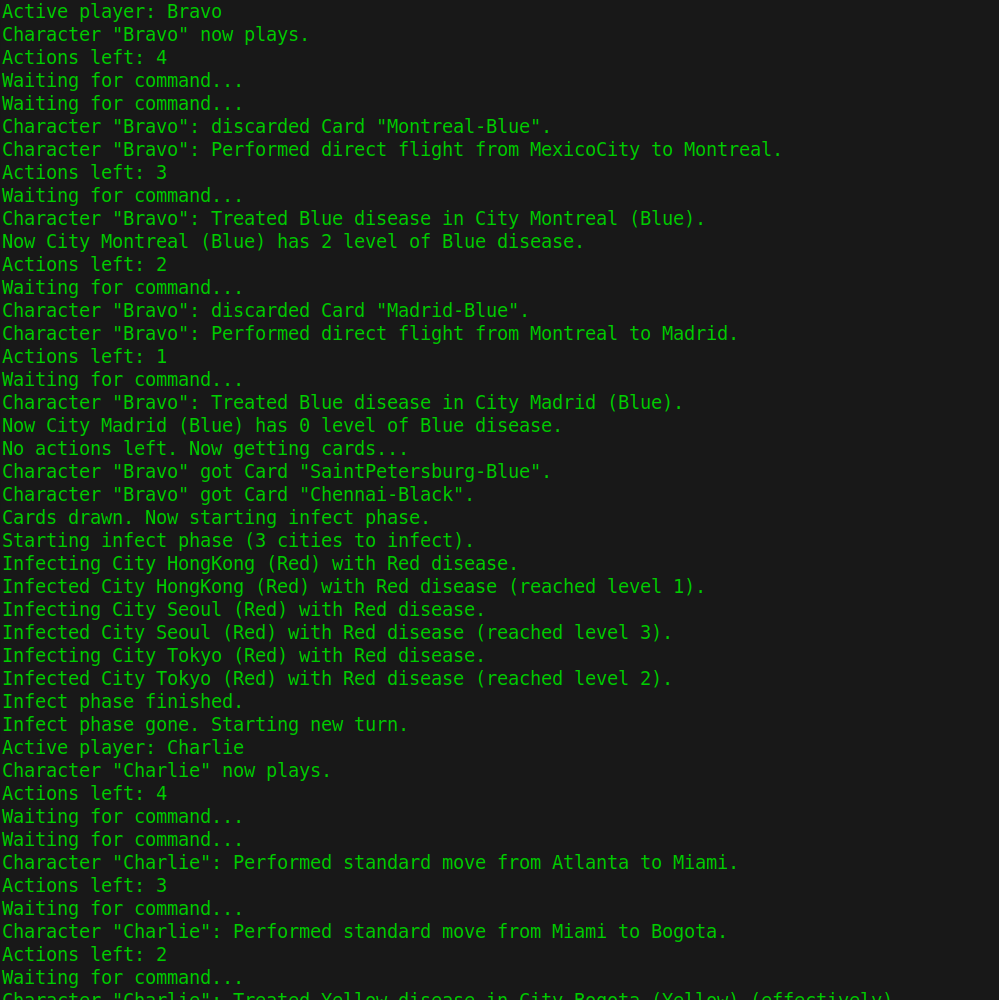 Active player: Bravo
Character "Bravo" now plays.
Actions left: 4
Waiting for command...
Waiting for command...
Character "Bravo": discarded Card "Montreal-Blue".
Character "Bravo": Performed direct flight from MexicoCity to Montreal.
Actions left: 3
Waiting for command...
Character "Bravo": Treated Blue disease in City Montreal (Blue).
Now City Montreal (Blue) has 2 level of Blue disease.
Actions left: 2
Waiting for command...
Character "Bravo": discarded Card "Madrid-Blue".
Character "Bravo": Performed direct flight from Montreal to Madrid.
Actions left: 1
Waiting for command...
Character "Bravo": Treated Blue disease in City Madrid (Blue).
Now City Madrid (Blue) has 0 level of Blue disease.
No actions left. Now getting cards...
Character "Bravo" got Card "SaintPetersburg-Blue".
Character "Bravo" got Card "Chennai-Black".
Cards drawn. Now starting infect phase.
Starting infect phase (3 cities to infect).
Infecting City HongKong (Red) with Red disease.
Infected City HongKong (Red) with Red disease (reached level 1).
Infecting City Seoul (Red) with Red disease.
Infected City Seoul (Red) with Red disease (reached level 3).
Infecting City Tokyo (Red) with Red disease.
Infected City Tokyo (Red) with Red disease (reached level 2).
Infect phase finished.
Infect phase gone. Starting new turn.
Active player: Charlie
Character "Charlie" now plays.
Actions left: 4
Waiting for command...
Waiting for command...
Character "Charlie": Performed standard move from Atlanta to Miami.
Actions left: 3
Waiting for command...
Character "Charlie": Performed standard move from Miami to Bogota.
Actions left: 2
Waiting for command...
Character "Charlie": Treated Yellow disease in City Bogota (Yellow) (effectively)